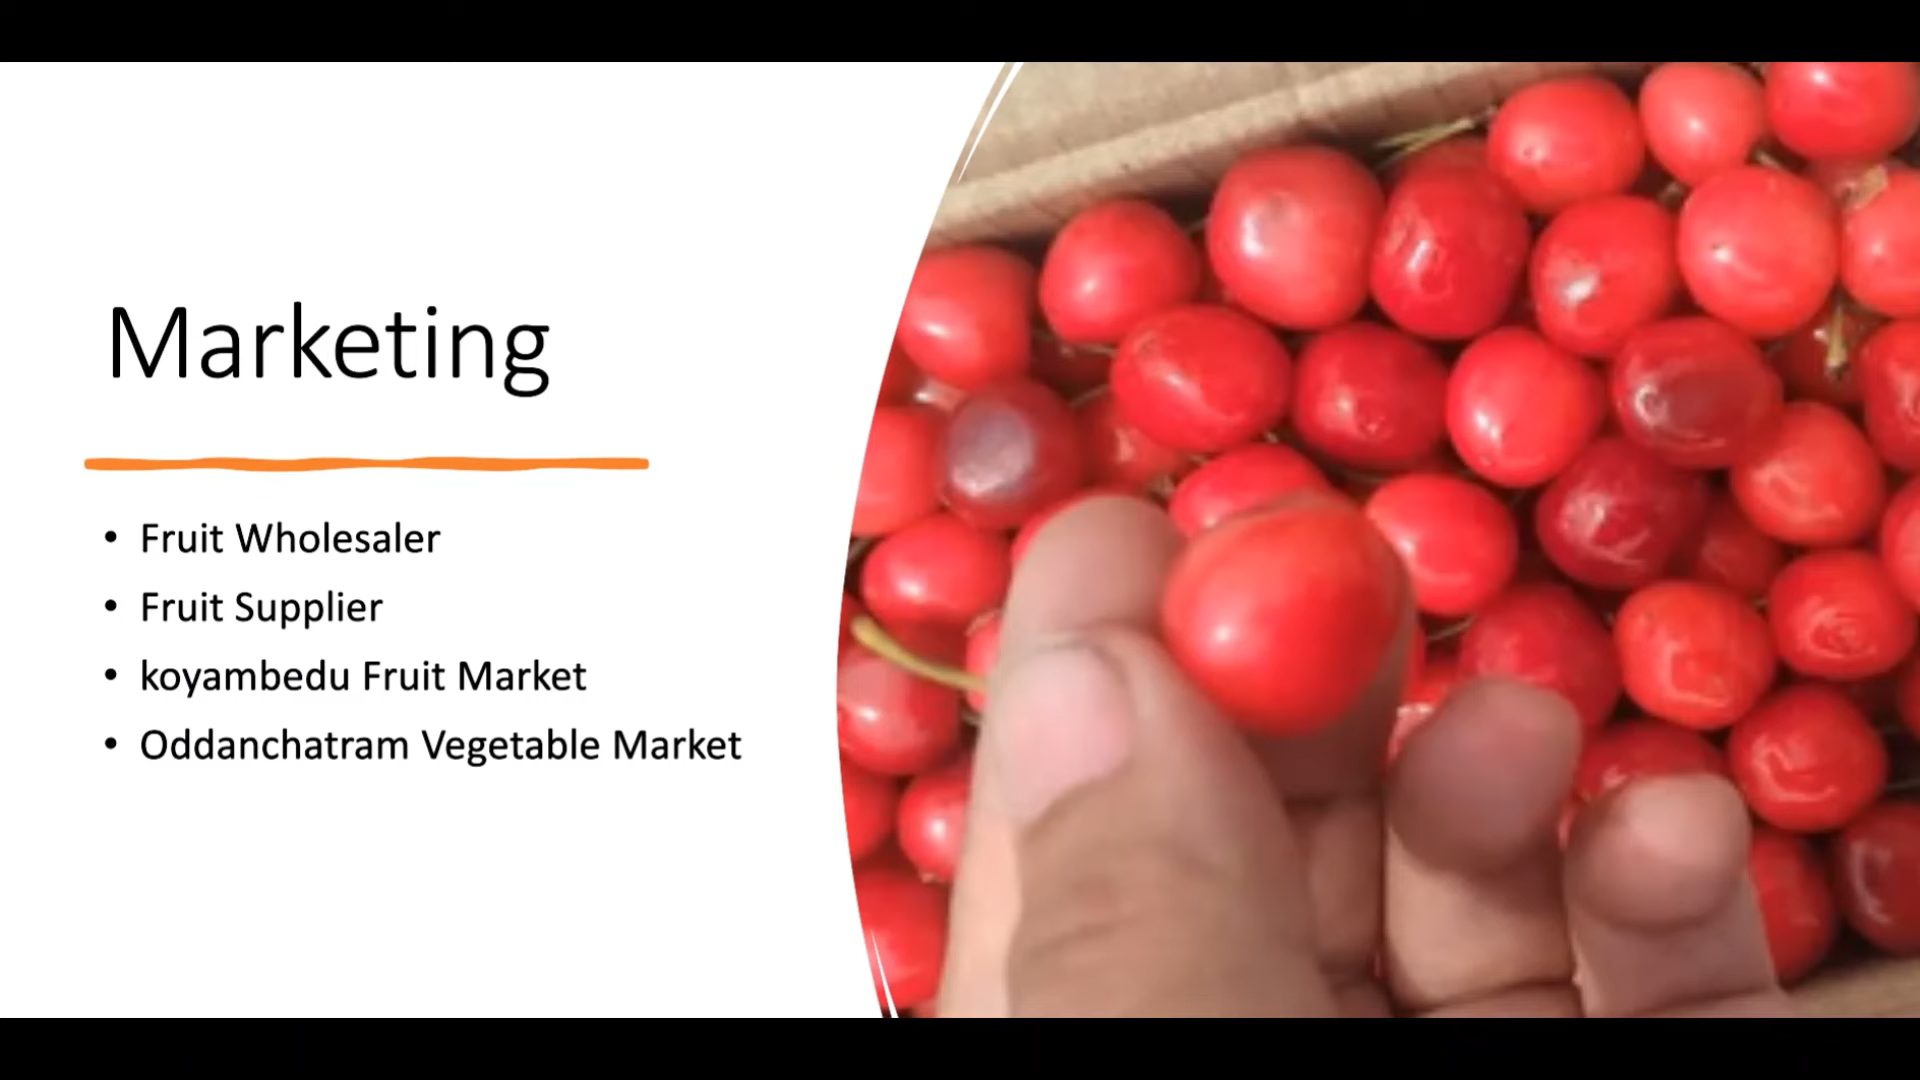 Marketing
• Fruit Wholesaler
• Fruit Supplier
• koyambedu Fruit Market
• Oddanchatram Vegetable Market